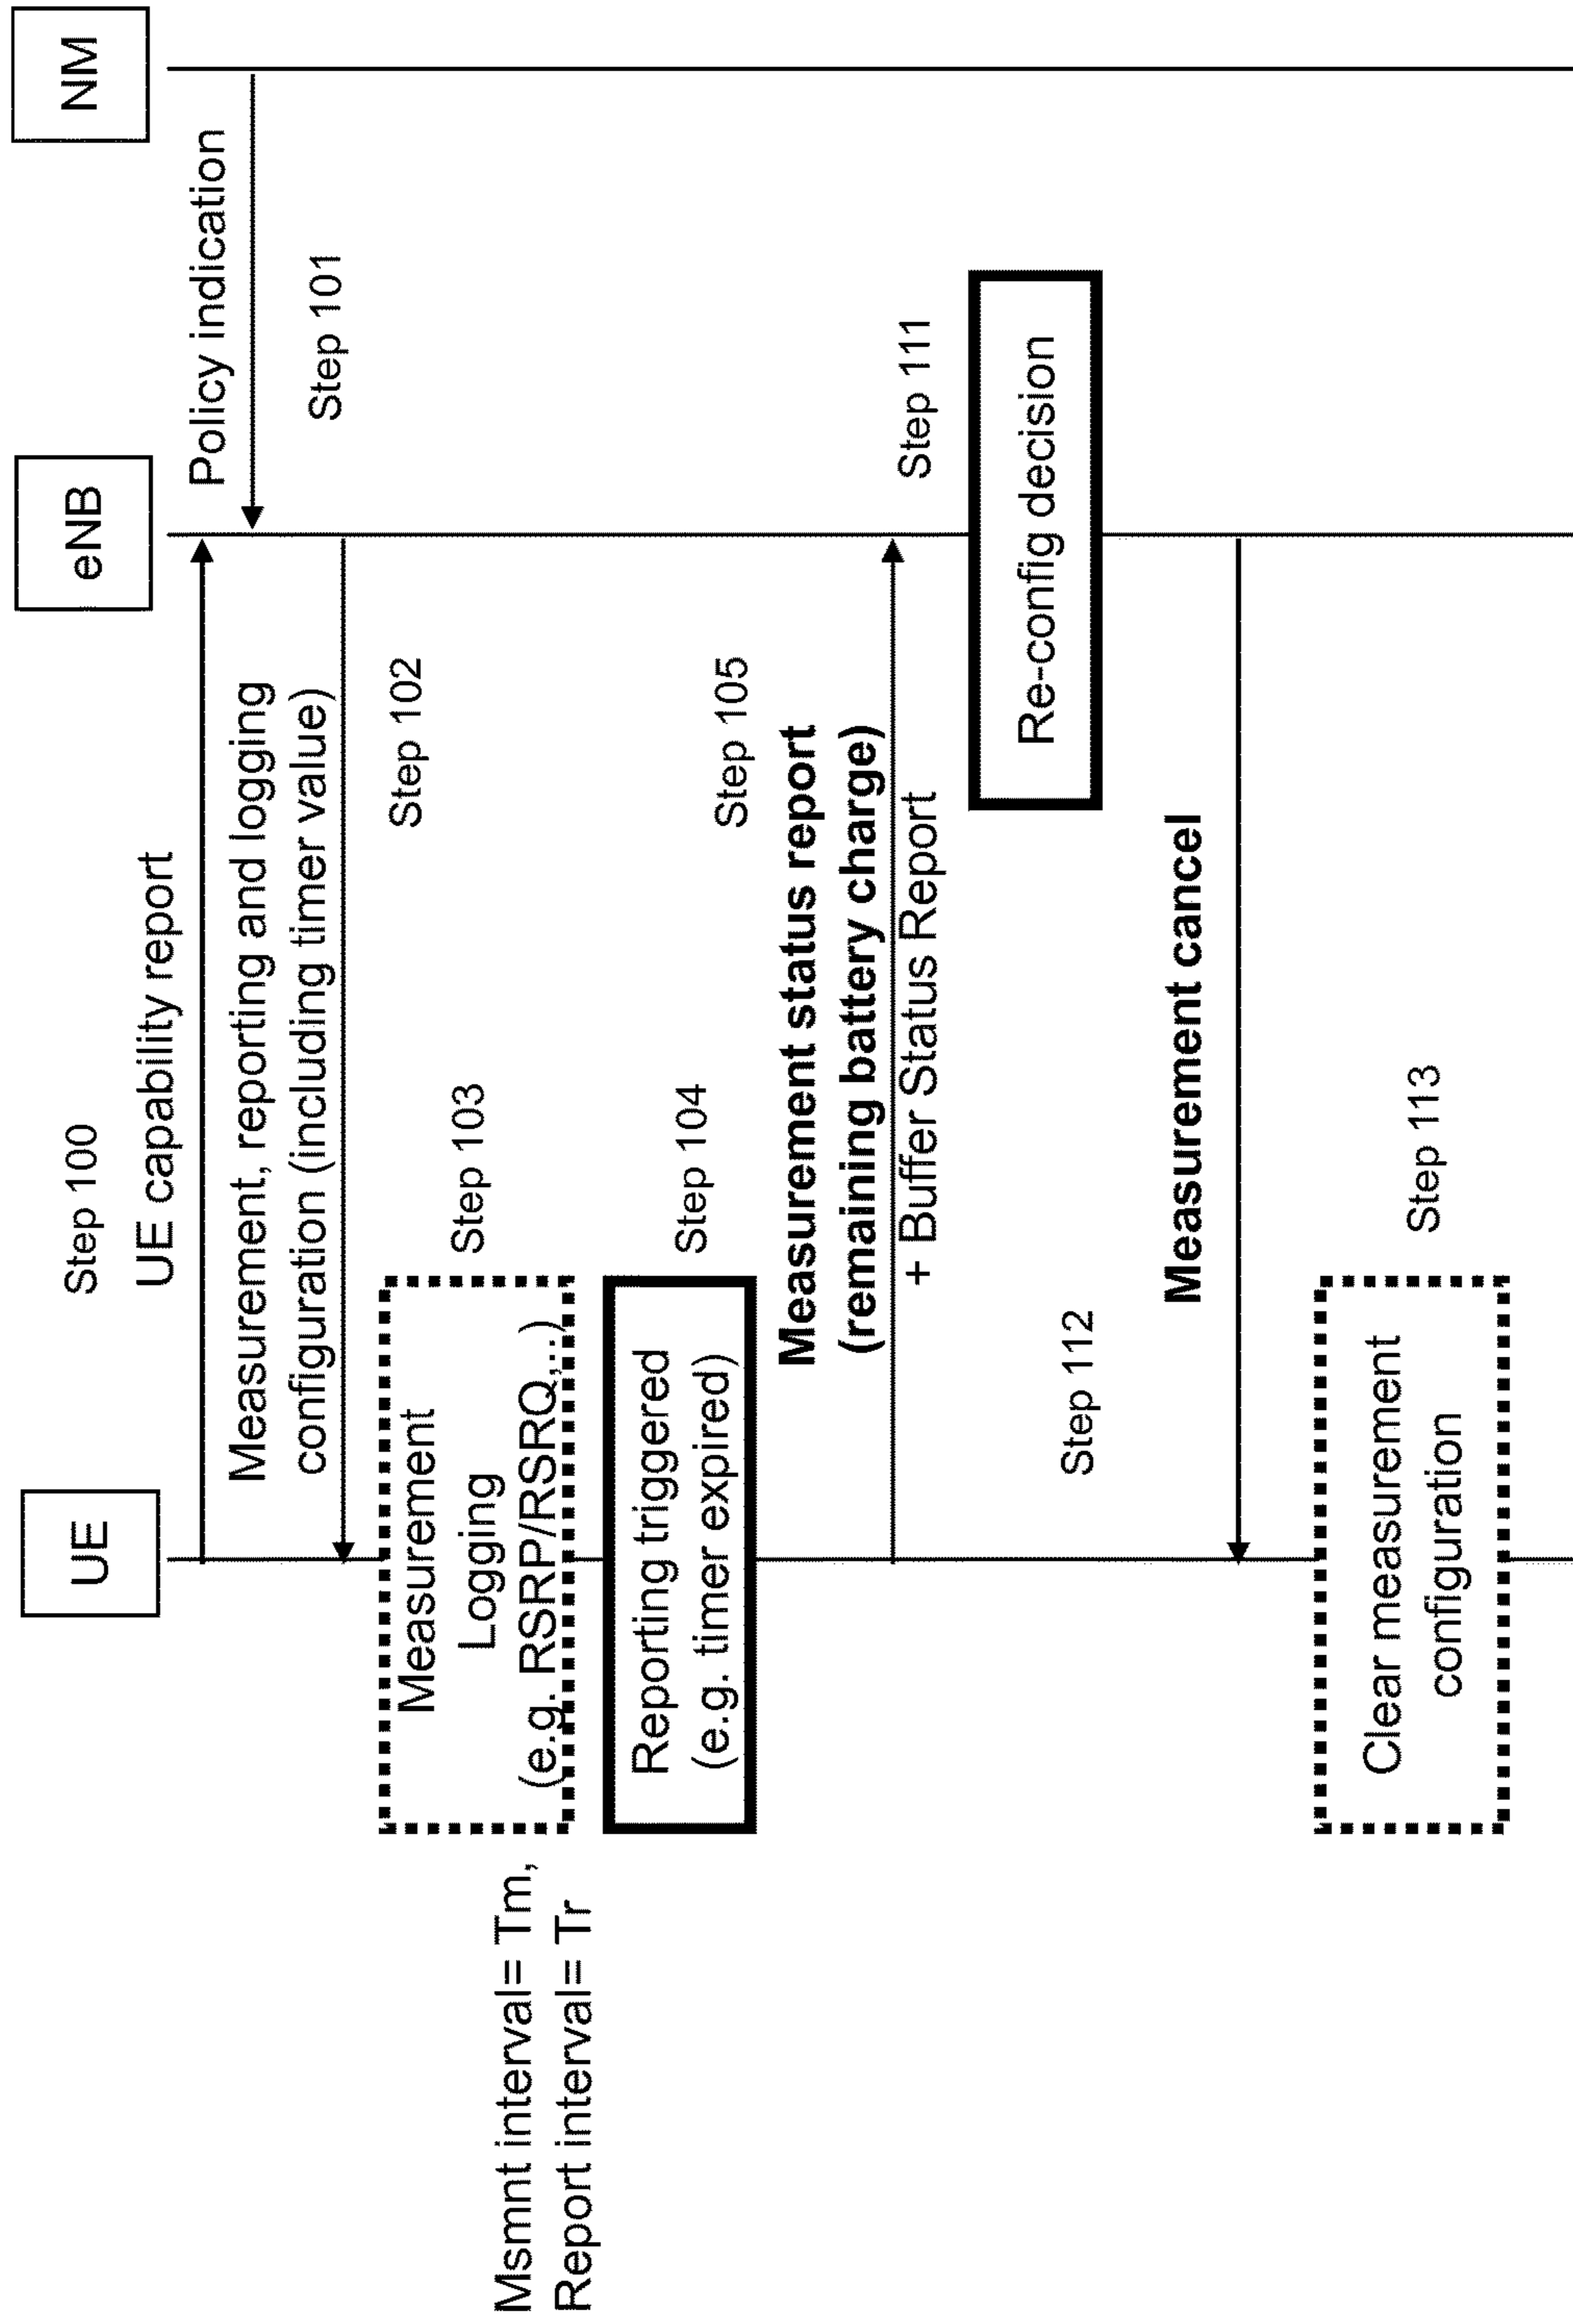 UE
eNB
NM
Step 100
UE capability report
Policy indication
Step 101
Measurement, reporting and logging
configuration (including timer value)
Step 102
Measurement
Logging
(e.g. RSRP/RSRQ,..)
Step 103
Msmnt interval= Tm,
Report interval= Tr
Reporting triggered
(e.g. timer expired)
Step 104
Step 105
Measurement status report
(remaining battery charge)
+ Buffer Status Report
Step 111
Re-config decision
Step 112
Measurement cancel
Clear measurement
configuration
Step 113